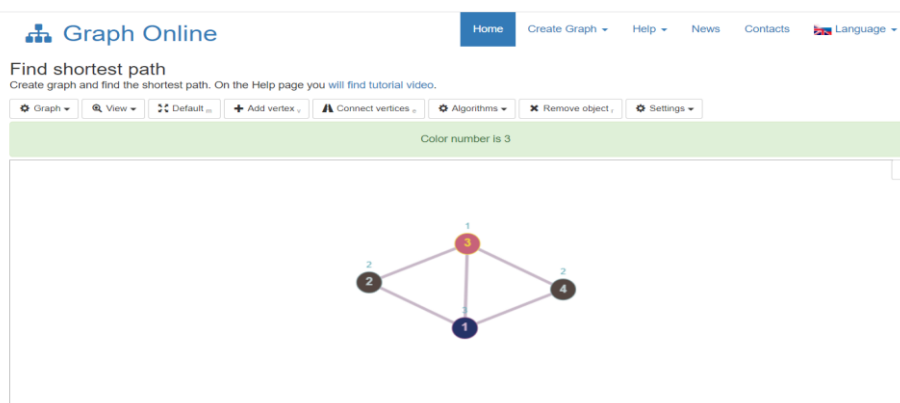 Graph Online
Home Create Graph Help News Contacts Language
Find shortest path
Create graph and find the shortest path. On the Help page you will find tutorial video.
Graph View Default Add vertex Connect vertices Algorithms Remove object Settings
Color number is 3
1
3
2
2
2
4
3
1